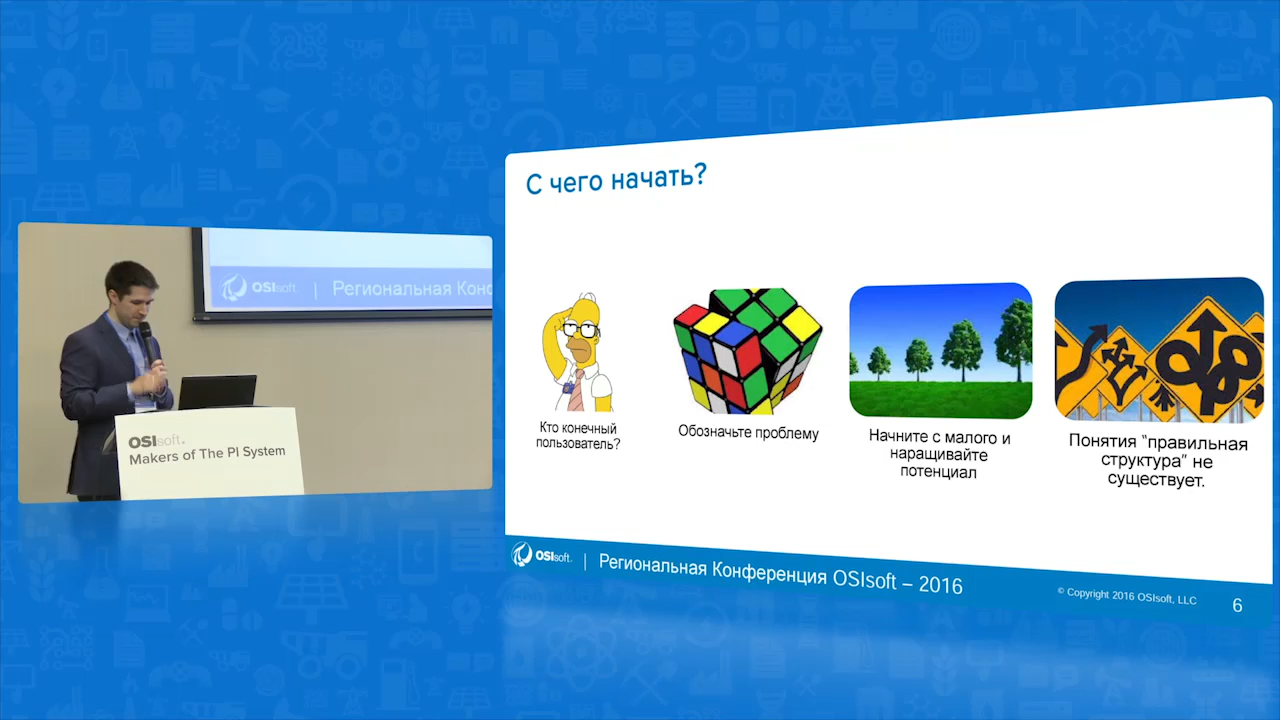 OSIsoft. | Региональная Кон
OSIsoft.
Makers of The PI System
С чего начать?
Кто конечный
пользователь?
Обозначьте проблему
Начните с малого и
наращивайте
потенциал
Понятия “правильная
структура” не
существует.
OSIsoft. | Региональная Конференция OSIsoft – 2016
© Copyright 2016 OSIsoft, LLC
6